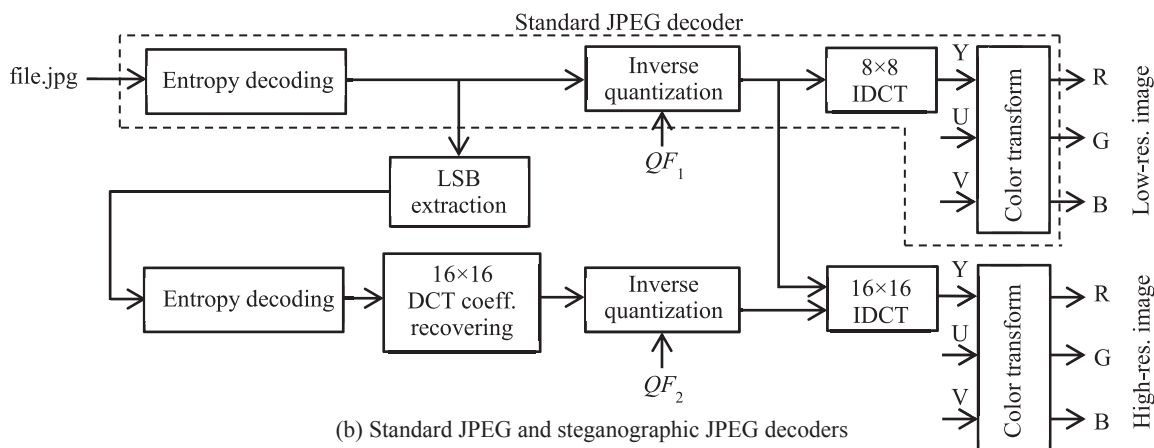 Standard JPEG decoder
file.jpg
Entropy decoding
Inverse
quantization
QF1
8×8
IDCT
Y
U
V
Color transform
R
G
B
Low-res. image
LSB
extraction
Entropy decoding
16×16
DCT coeff.
recovering
Inverse
quantization
QF2
16×16
IDCT
Y
U
V
Color transform
R
G
B
High-res. image
(b) Standard JPEG and steganographic JPEG decoders